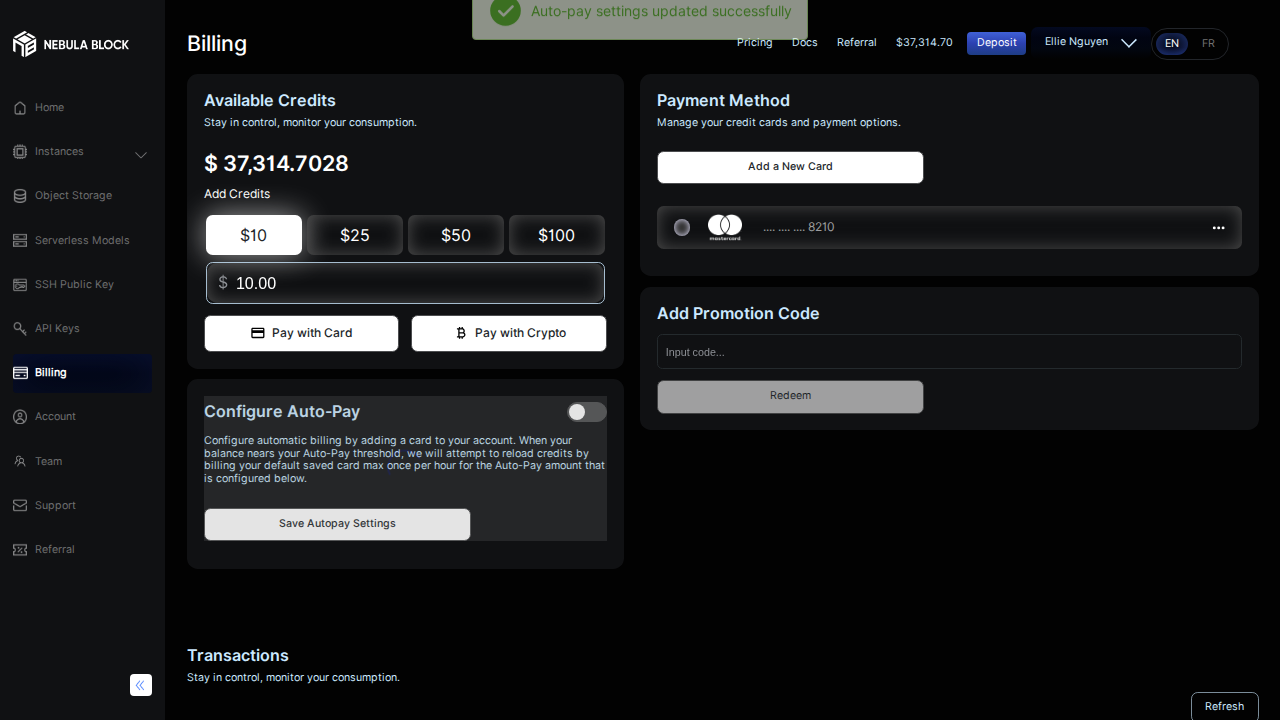 Auto-pay settings updated successfully
NEBULA BLOCK
Home
Instances
Object Storage
Serverless Models
SSH Public Key
API Keys
Billing
Account
Team
Support
Referral
Billing
Pricing
Docs
Referral
$37,314.70
Deposit
Ellie Nguyen
EN
FR
Available Credits
Stay in control, monitor your consumption.
$ 37,314.7028
Add Credits
$10
$25
$50
$100
$ 10.00
Pay with Card
Pay with Crypto
Configure Auto-Pay
Configure automatic billing by adding a card to your account. When your
balance nears your Auto-Pay threshold, we will attempt to reload credits by
billing your default saved card max once per hour for the Auto-Pay amount that
is configured below.
Save Autopay Settings
Payment Method
Manage your credit cards and payment options.
Add a New Card
mastercard
.... .... .... 8210
Add Promotion Code
Input code...
Redeem
Transactions
Stay in control, monitor your consumption.
Refresh